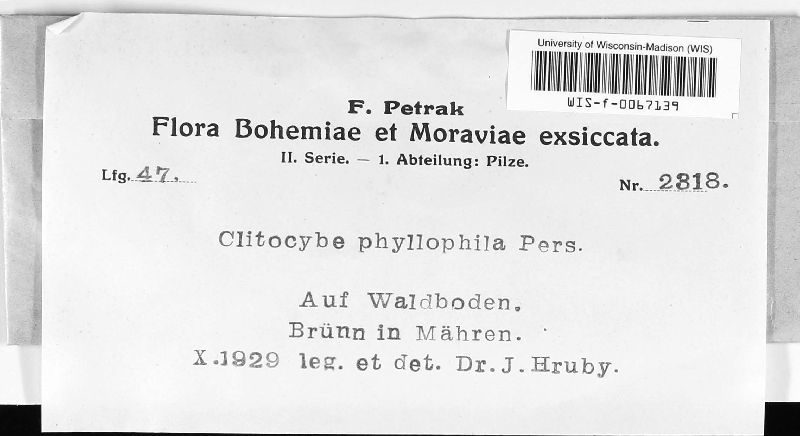 University of Wisconsin-Madison (WIS)
WIS-f-0067139
F. Petrak
Flora Bohemiae et Moraviae exsiccata.
II. Serie. — 1. Abteilung: Pilze.
Lfg. 47.
Nr. 2818.
Clitocybe phyllophila Pers.
Auf Waldboden.
Brünn in Mähren.
X.1929 leg. et det. Dr. J. Hruby.